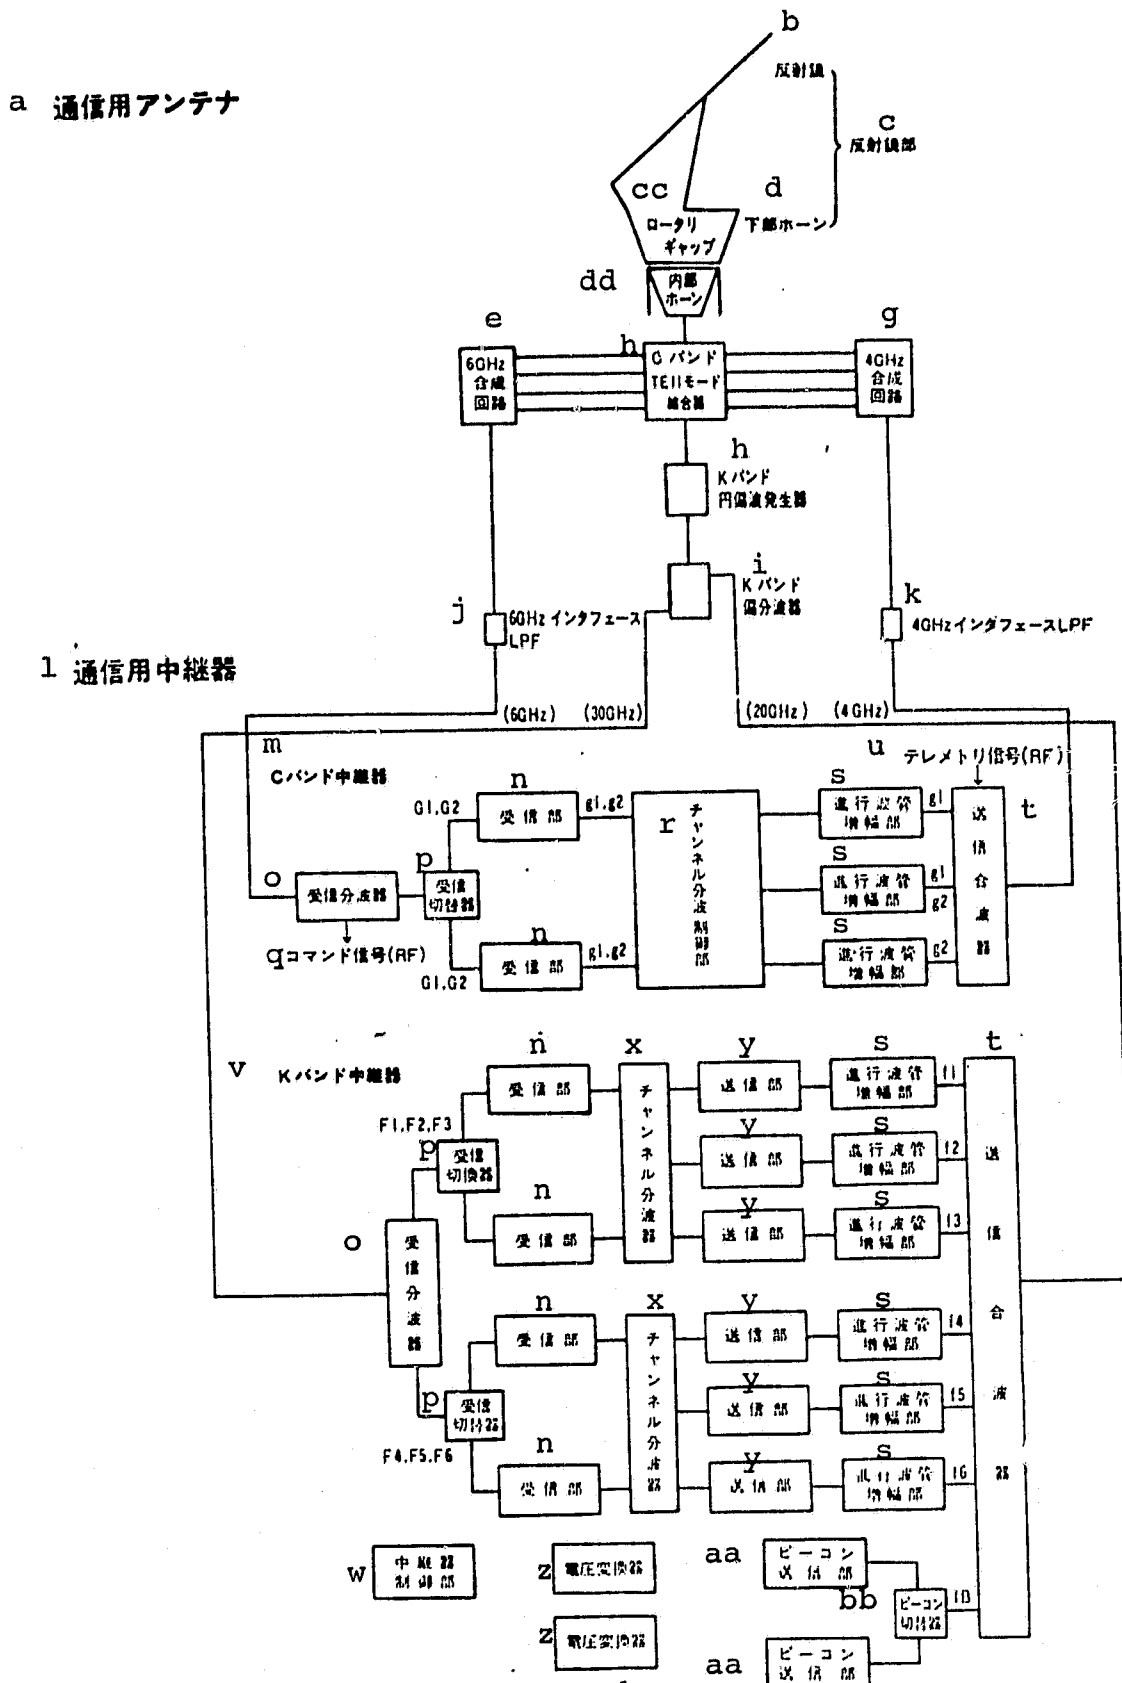 b
反射鏡
a 通信用アンテナ
c
反射鏡部
cc
d
ロータリ
ギャップ
下部ホーン
dd
内部
ホーン
e
g
h
6GHz
合成
回路
Cバンド
TE11モード
結合器
4GHz
合成
回路
h
Kバンド
円偏波発生器
i
Kバンド
偏分波器
j
6GHzインタフェース
LPF
k
4GHzインタフェースLPF
l 通信用中継器
(6GHz) (30GHz) (20GHz) (4GHz)
m
Cバンド中継器
u
テレメトリ信号(RF)
n
G1,G2
受信部
g1,g2
r
チャンネル分波制御部
s
進行波管
増幅部
g1
送信合波器
t
o
受信分波器
p
受信
切替器
s
進行波管
増幅部
g1
g2
qコマンド信号(RF)
n
G1,G2
受信部
g1,g2
s
進行波管
増幅部
g2
v
Kバンド中継器
n
x
y
s
t
受信部
チャンネル分波器
送信部
進行波管
増幅部
f1
送信合波器
F1,F2,F3
p
受信
切換器
y
送信部
s
進行波管
増幅部
f2
n
受信部
y
送信部
s
進行波管
増幅部
f3
o
受信分波器
n
受信部
x
チャンネル分波器
y
送信部
s
進行波管
増幅部
f4
p
受信
切替器
y
送信部
s
進行波管
増幅部
f5
F4,F5,F6
n
受信部
y
送信部
s
進行波管
増幅部
f6
w
中継器
制御部
z
電圧変換器
aa
ビーコン
送信部
bb
ビーコン
切替器
fB
z
電圧変換器
aa
ビーコン
送信部